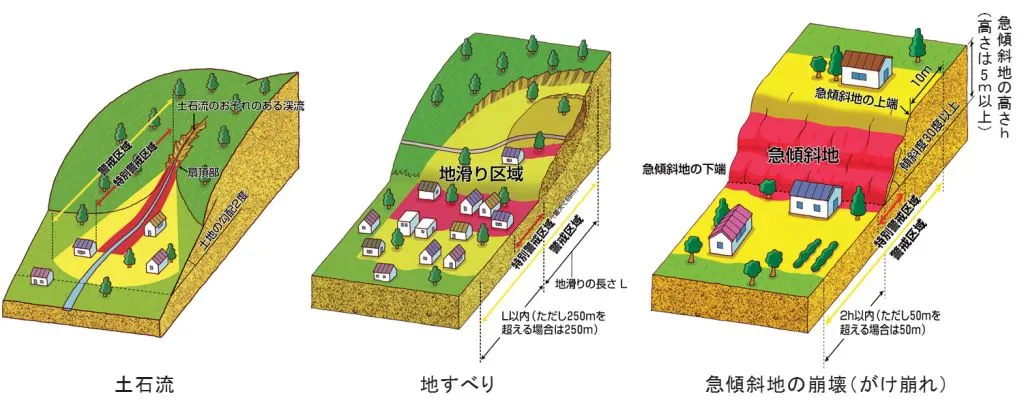 土石流のおそれのある渓流
警戒区域
特別警戒区域
扇頂部
土地の勾配2度
土石流
地滑り区域
特別警戒区域
警戒区域
地滑りの長さ L
L以内(ただし250mを
超える場合は250m)
地すべり
急傾斜地の高さh
(高さは5m以上)
10m
急傾斜地の上端
傾斜度30度以上
急傾斜地
急傾斜地の下端
特別警戒区域
警戒区域
2h以内(ただし50mを
超える場合は50m)
急傾斜地の崩壊(がけ崩れ)